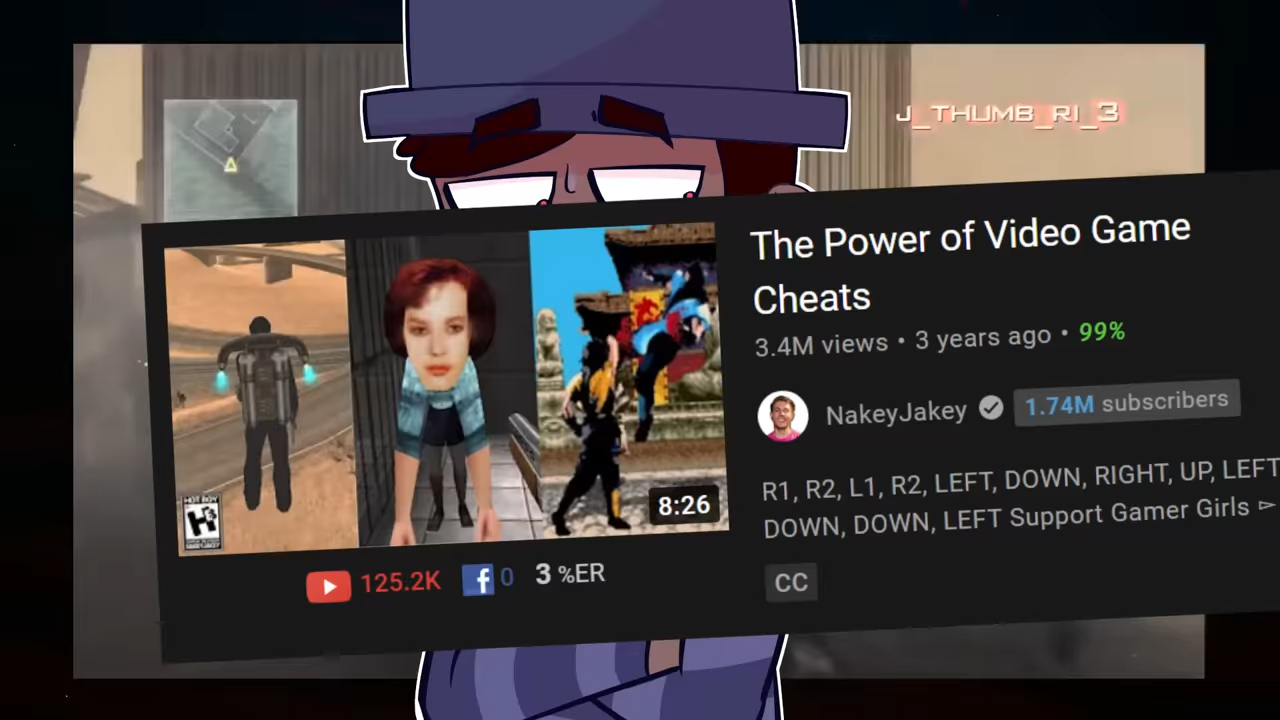 J_THUMB_RI_3
The Power of Video Game
Cheats
3.4M views • 3 years ago • 99%
NakeyJakey 1.74M subscribers
R1, R2, L1, R2, LEFT, DOWN, RIGHT, UP, LEFT
DOWN, DOWN, LEFT Support Gamer Girls ▻
CC
8:26
HOT BOY
H
125.2K f 0 3 %ER